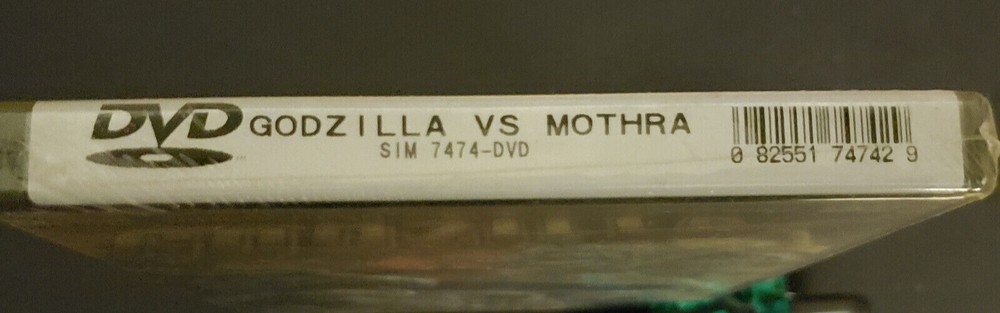 DVD GODZILLA VS MOTHRA
SIM 7474-DVD
0 82551 74742 9